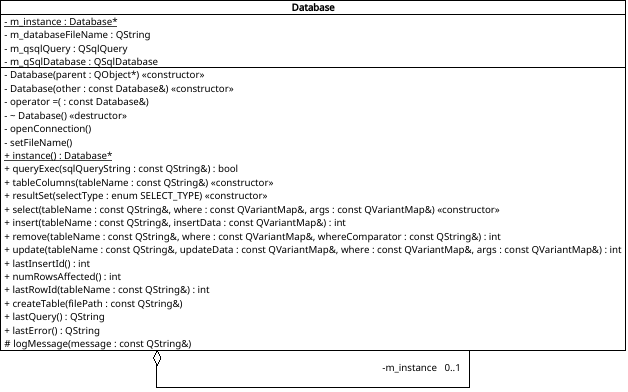 Database
- m_instance : Database*
- m_databaseFileName : QString
- m_qsqlQuery : QSqlQuery
- m_qSqlDatabase : QSqlDatabase
- Database(parent : QObject*) «constructor»
- Database(other : const Database&) «constructor»
- operator =( : const Database&)
- ~ Database() «destructor»
- openConnection()
- setFileName()
+ instance() : Database*
+ queryExec(sqlQueryString : const QString&) : bool
+ tableColumns(tableName : const QString&) «constructor»
+ resultSet(selectType : enum SELECT_TYPE) «constructor»
+ select(tableName : const QString&, where : const QVariantMap&, args : const QVariantMap&) «constructor»
+ insert(tableName : const QString&, insertData : const QVariantMap&) : int
+ remove(tableName : const QString&, where : const QVariantMap&, whereComparator : const QString&) : int
+ update(tableName : const QString&, updateData : const QVariantMap&, where : const QVariantMap&, args : const QVariantMap&) : int
+ lastInsertId() : int
+ numRowsAffected() : int
+ lastRowId(tableName : const QString&) : int
+ createTable(filePath : const QString&)
+ lastQuery() : QString
+ lastError() : QString
# logMessage(message : const QString&)
-m_instance 0..1